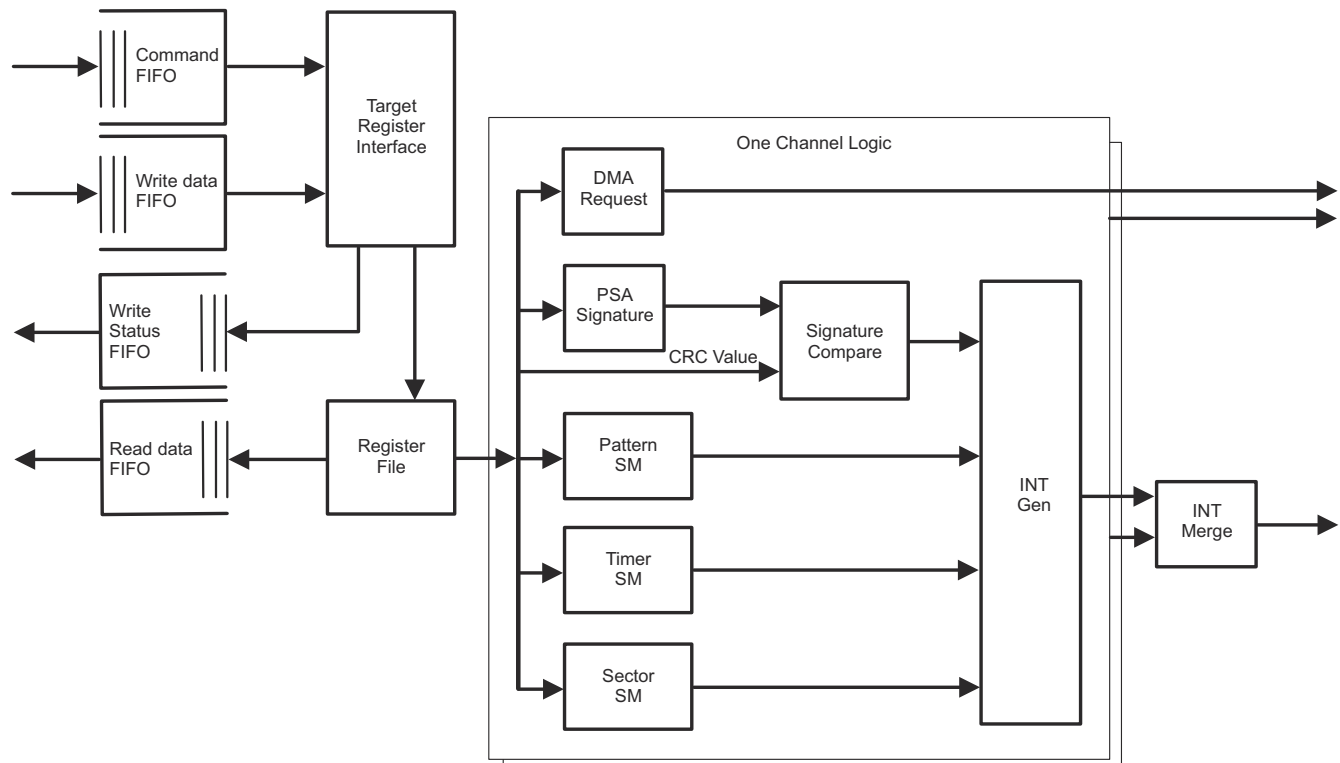 Command
FIFO
Target
Register
Interface
Write data
FIFO
One Channel Logic
DMA
Request
Write
Status
FIFO
PSA
Signature
Signature
Compare
CRC Value
Read data
FIFO
Register
File
Pattern
SM
INT
Gen
INT
Merge
Timer
SM
Sector
SM